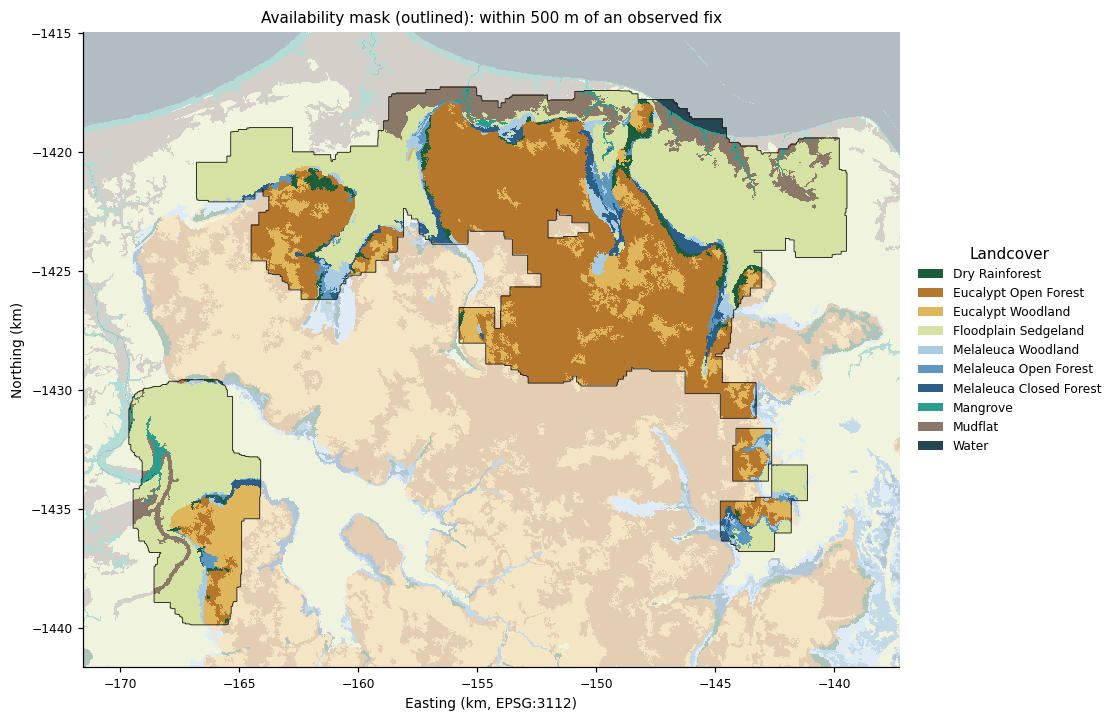 Availability mask (outlined): within 500 m of an observed fix
−1415
−1420
−1425
−1430
−1435
−1440
Northing (km)
−170
−165
−160
−155
−150
−145
−140
Easting (km, EPSG:3112)
Landcover
Dry Rainforest
Eucalypt Open Forest
Eucalypt Woodland
Floodplain Sedgeland
Melaleuca Woodland
Melaleuca Open Forest
Melaleuca Closed Forest
Mangrove
Mudflat
Water